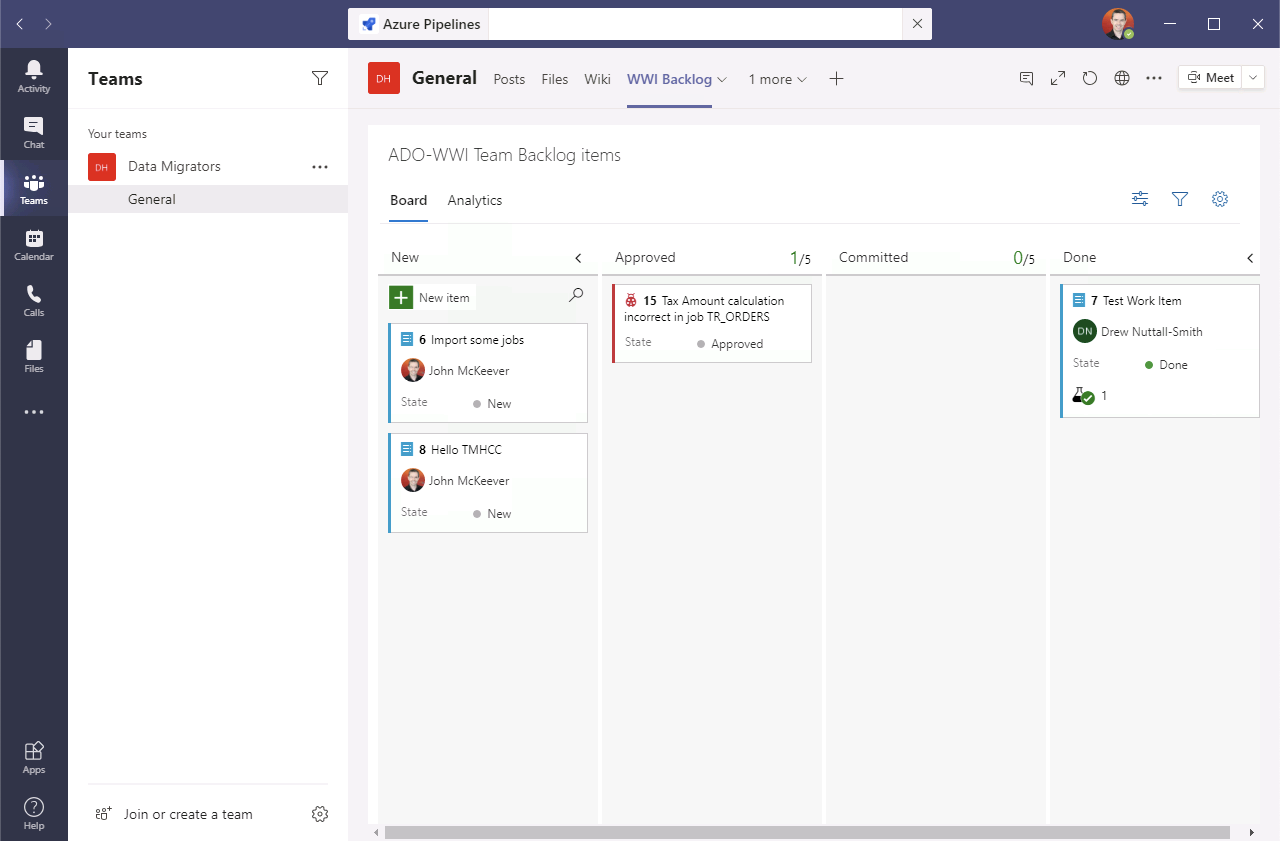 Azure Pipelines
Activity
Chat
Teams
Calendar
Calls
Files
Apps
Help
Teams
Your teams
DH Data Migrators
General
Join or create a team
DH General Posts Files Wiki WWI Backlog 1 more Meet
ADO-WWI Team Backlog items
Board Analytics
New
New item
6 Import some jobs
John McKeever
State New
8 Hello TMHCC
John McKeever
State New
Approved 1/5
15 Tax Amount calculation
incorrect in job TR_ORDERS
State Approved
Committed 0/5
Done
7 Test Work Item
DN Drew Nuttall-Smith
State Done
1